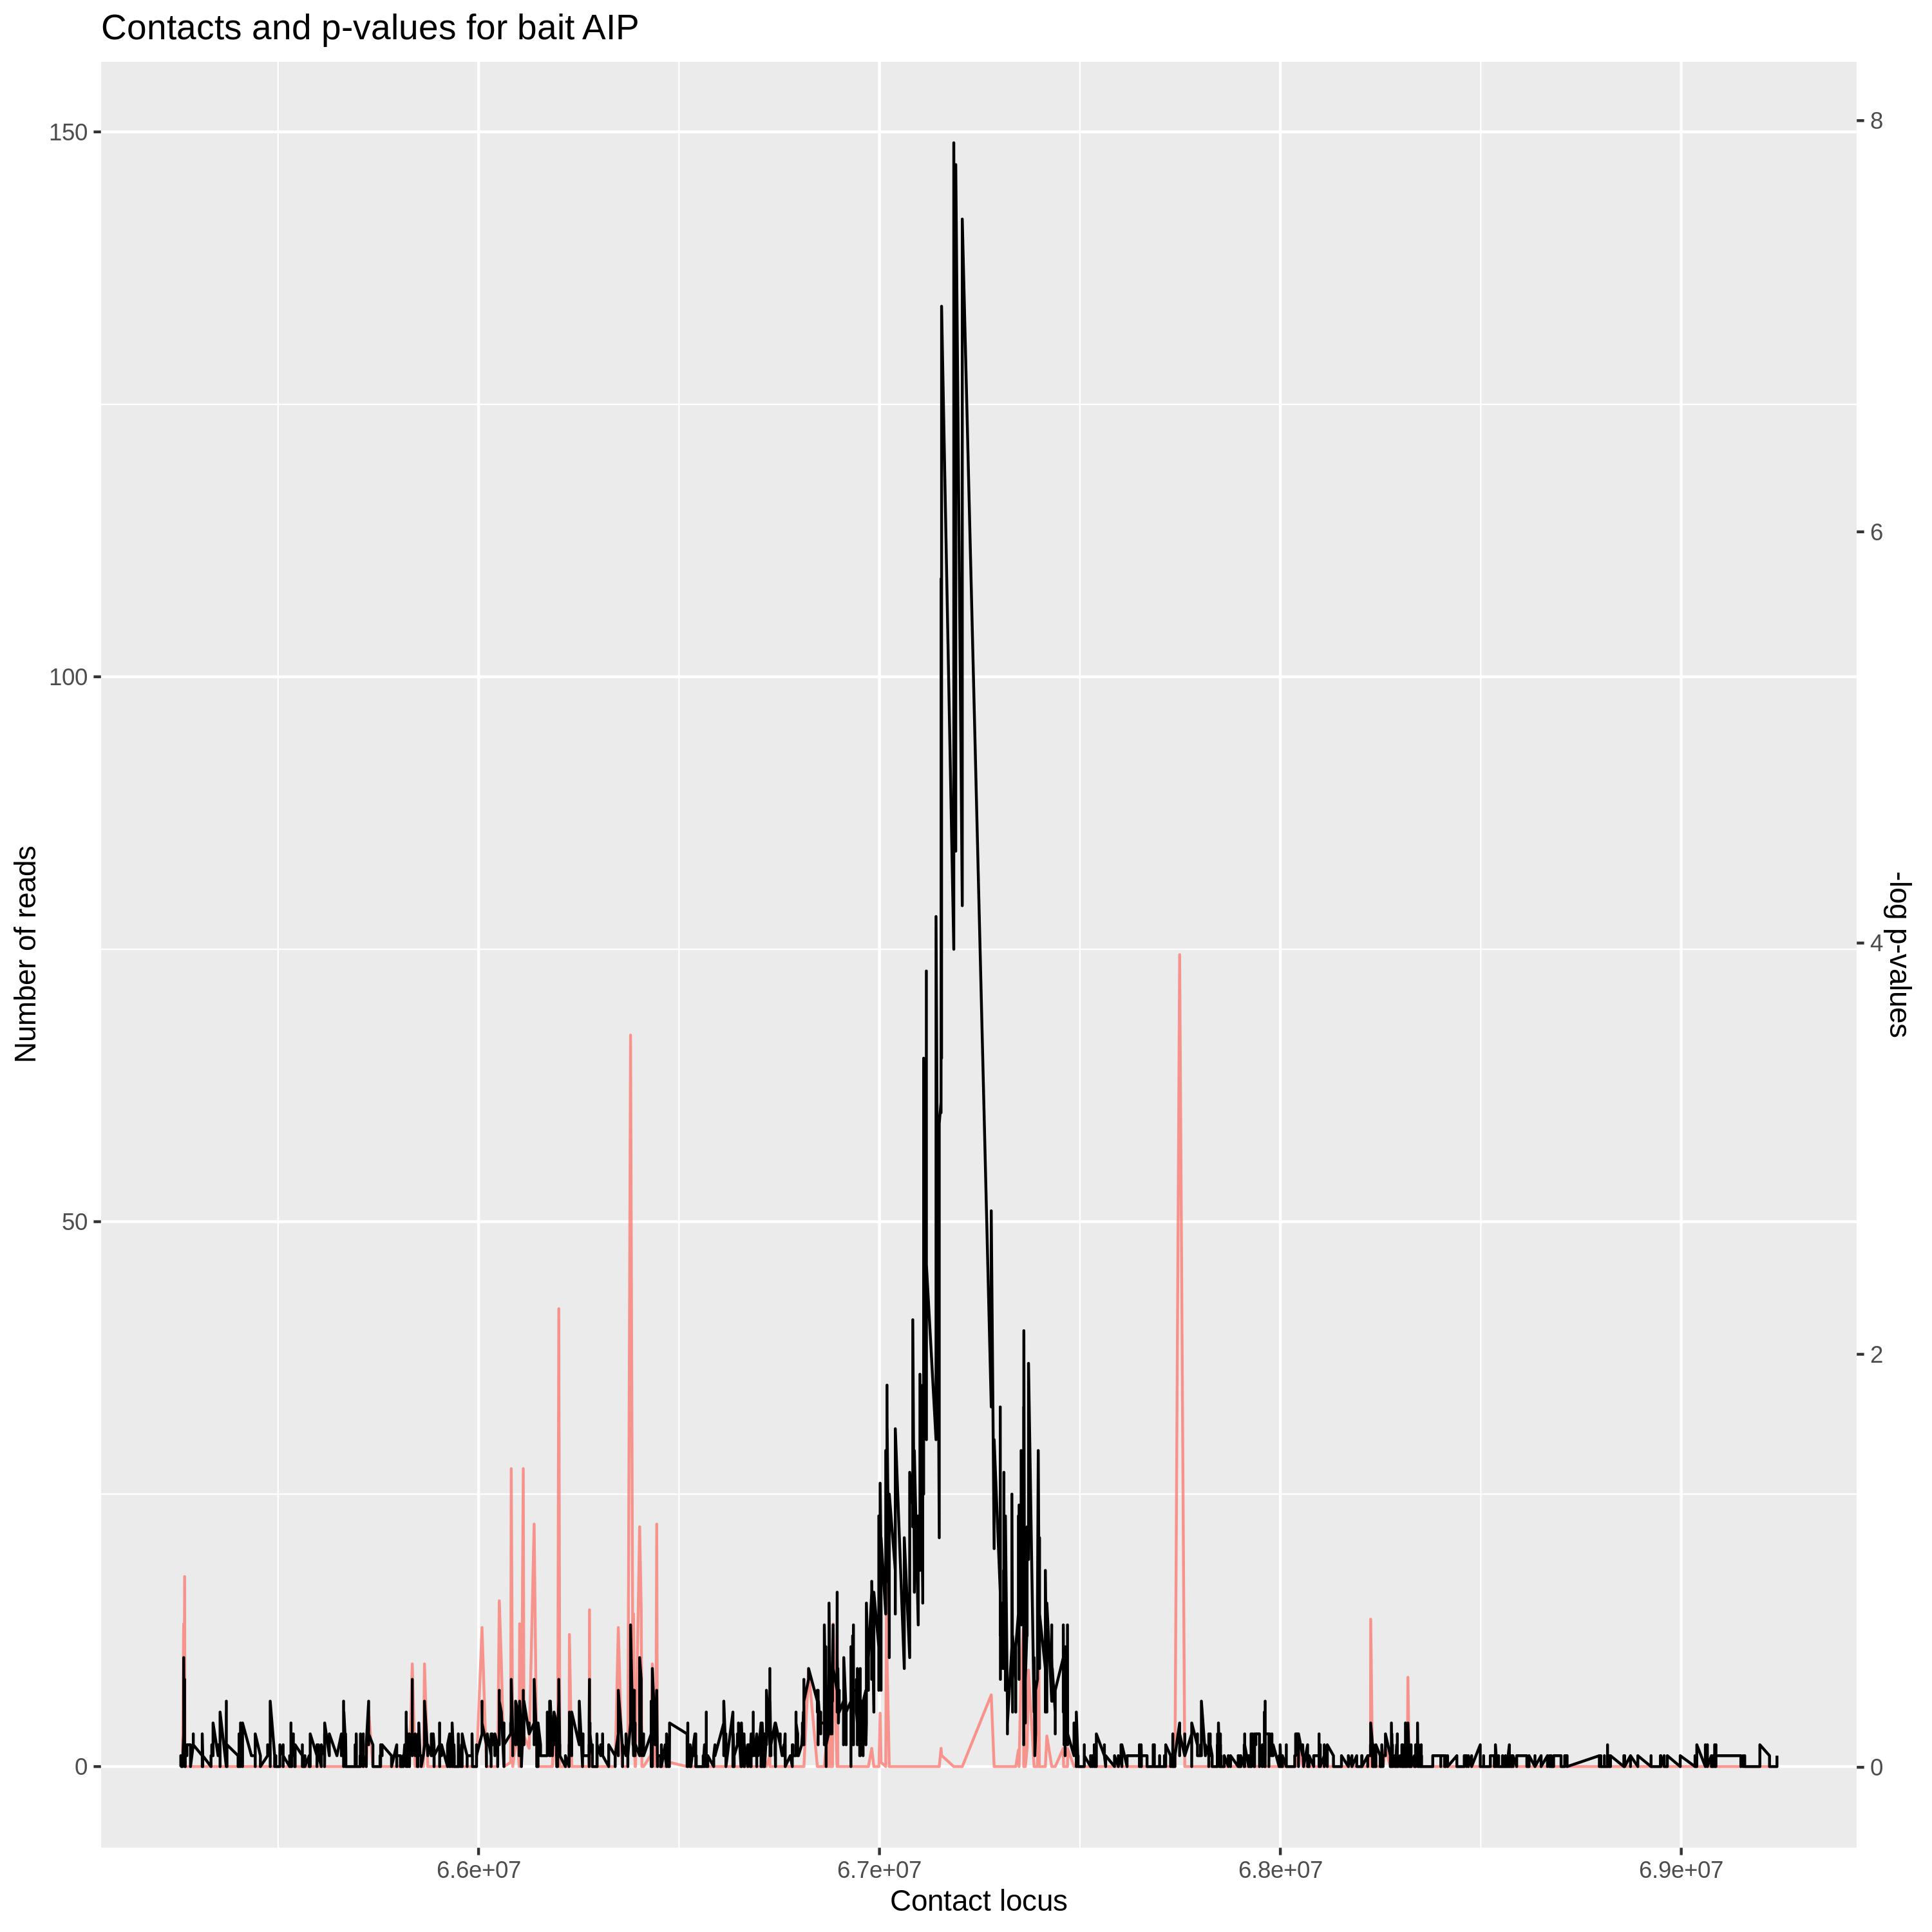 Contacts and p-values for bait AIP
150
100
50
0
Number of reads
8
6
4
2
0
-log p-values
6.6e+07
6.7e+07
6.8e+07
6.9e+07
Contact locus